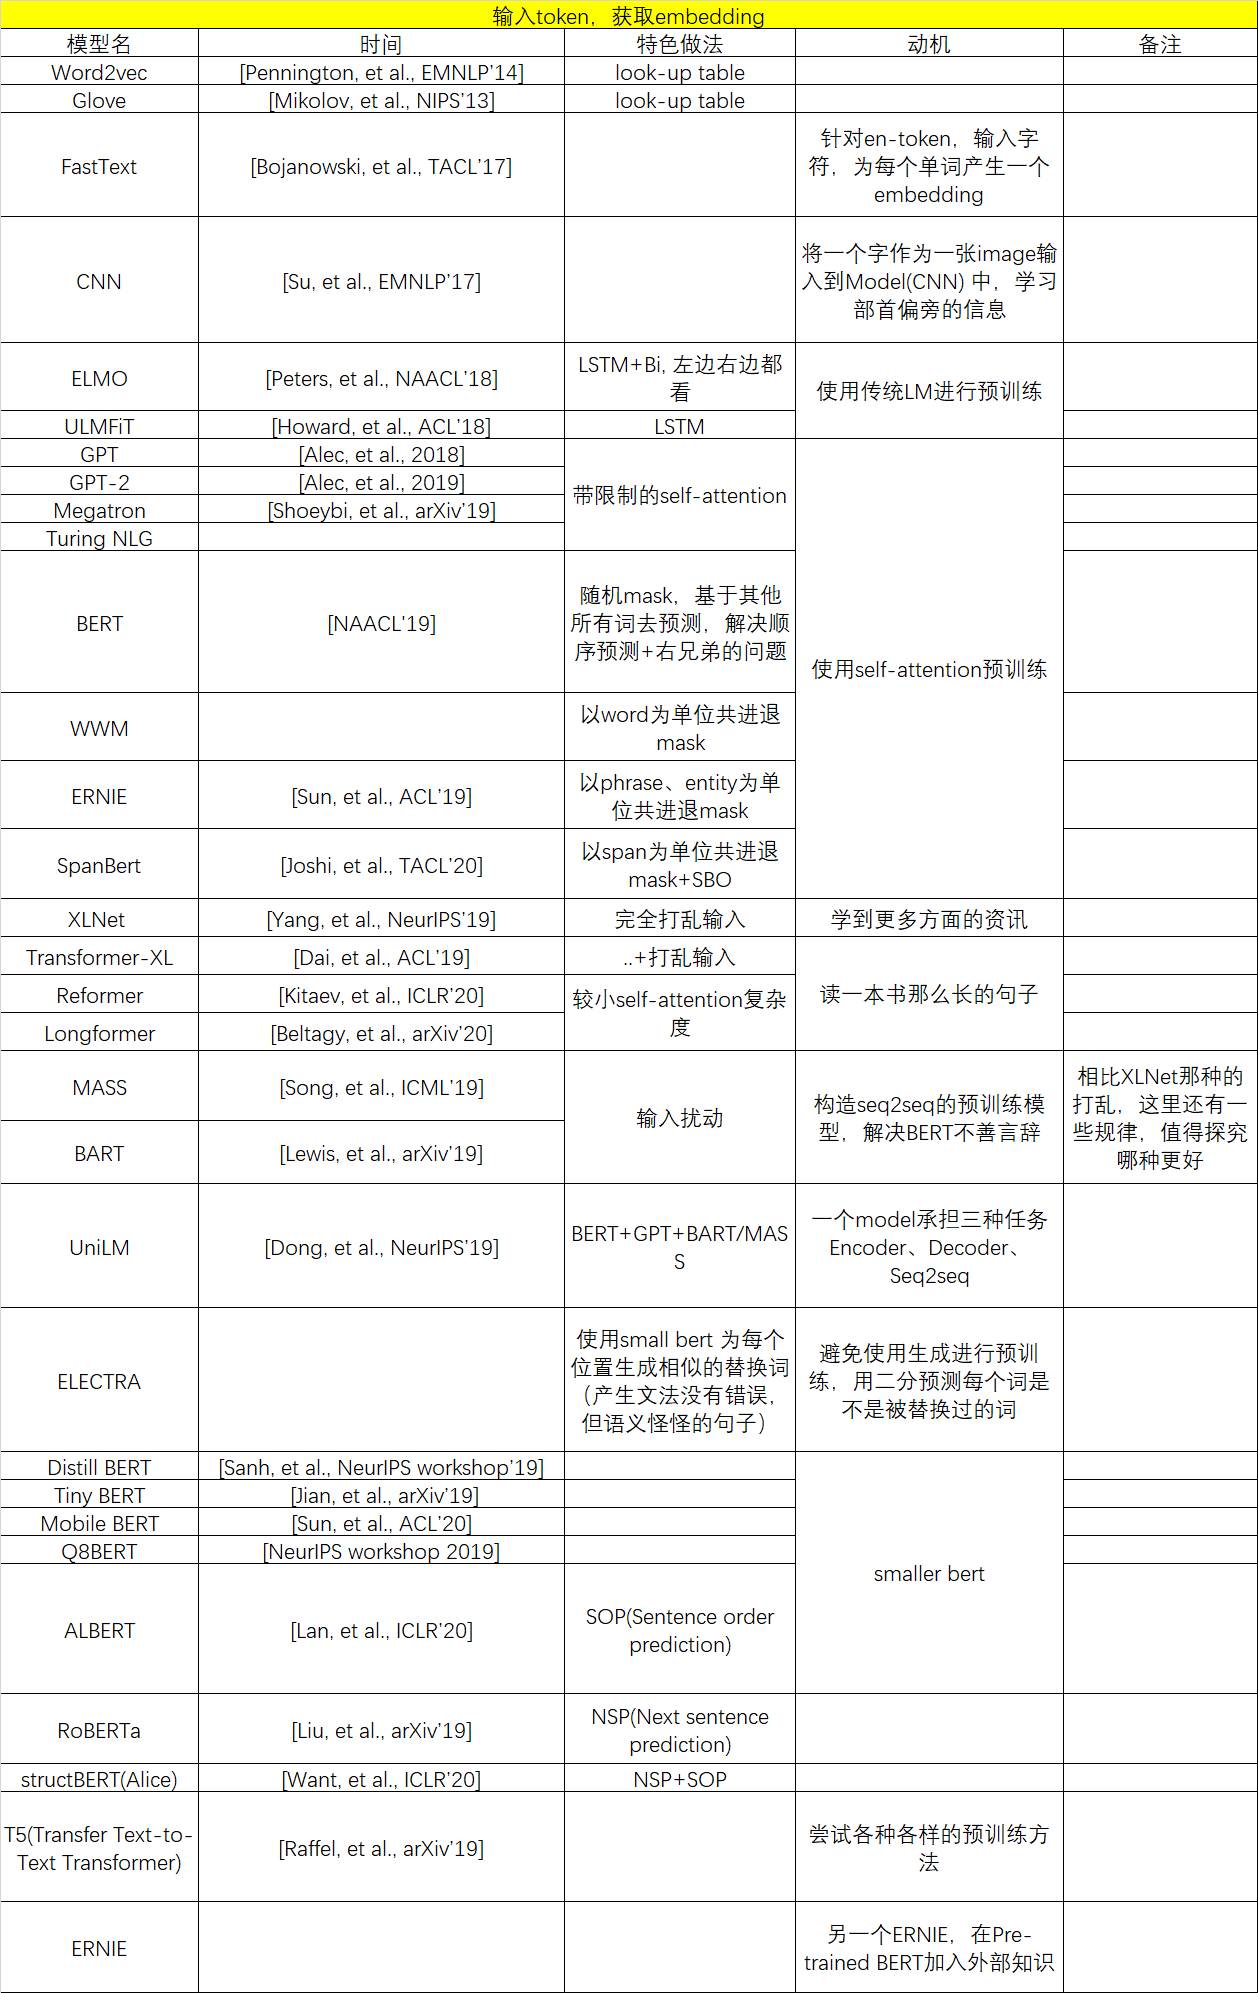 输入token，获取embedding
模型名 时间 特色做法 动机 备注
Word2vec [Pennington, et al., EMNLP’14] look-up table
Glove [Mikolov, et al., NIPS’13] look-up table
FastText [Bojanowski, et al., TACL’17]
针对en-token，输入字
符，为每个单词产生一个
embedding
CNN [Su, et al., EMNLP’17]
将一个字作为一张image输
入到Model(CNN) 中，学习
部首偏旁的信息
ELMO [Peters, et al., NAACL’18]
LSTM+Bi, 左边右边都
看
使用传统LM进行预训练
ULMFiT [Howard, et al., ACL’18] LSTM
GPT [Alec, et al., 2018]
GPT-2 [Alec, et al., 2019]
带限制的self-attention
Megatron [Shoeybi, et al., arXiv’19]
Turing NLG
BERT [NAACL'19]
随机mask，基于其他
所有词去预测，解决顺
序预测+右兄弟的问题
使用self-attention预训练
WWM
以word为单位共进退
mask
ERNIE [Sun, et al., ACL’19]
以phrase、entity为单
位共进退mask
SpanBert [Joshi, et al., TACL’20]
以span为单位共进退
mask+SBO
XLNet [Yang, et al., NeurIPS’19] 完全打乱输入 学到更多方面的资讯
Transformer-XL [Dai, et al., ACL’19] ..+打乱输入
Reformer [Kitaev, et al., ICLR’20]
较小self-attention复杂
度
读一本书那么长的句子
Longformer [Beltagy, et al., arXiv’20]
MASS [Song, et al., ICML’19]
输入扰动
构造seq2seq的预训练模
型，解决BERT不善言辞
相比XLNet那种的
打乱，这里还有一
些规律，值得探究
哪种更好
BART [Lewis, et al., arXiv’19]
UniLM [Dong, et al., NeurIPS’19]
BERT+GPT+BART/MAS
S
一个model承担三种任务
Encoder、Decoder、
Seq2seq
ELECTRA
使用small bert 为每个
位置生成相似的替换词
（产生文法没有错误，
但语义怪怪的句子）
避免使用生成进行预训
练，用二分预测每个词是
不是被替换过的词
Distill BERT [Sanh, et al., NeurIPS workshop’19]
Tiny BERT [Jian, et al., arXiv’19]
Mobile BERT [Sun, et al., ACL’20]
Q8BERT [NeurIPS workshop 2019]
smaller bert
ALBERT [Lan, et al., ICLR’20]
SOP(Sentence order
prediction)
RoBERTa [Liu, et al., arXiv’19]
NSP(Next sentence
prediction)
structBERT(Alice) [Want, et al., ICLR’20] NSP+SOP
T5(Transfer Text-to-
Text Transformer)
[Raffel, et al., arXiv’19]
尝试各种各样的预训练方
法
ERNIE
另一个ERNIE，在Pre-
trained BERT加入外部知识